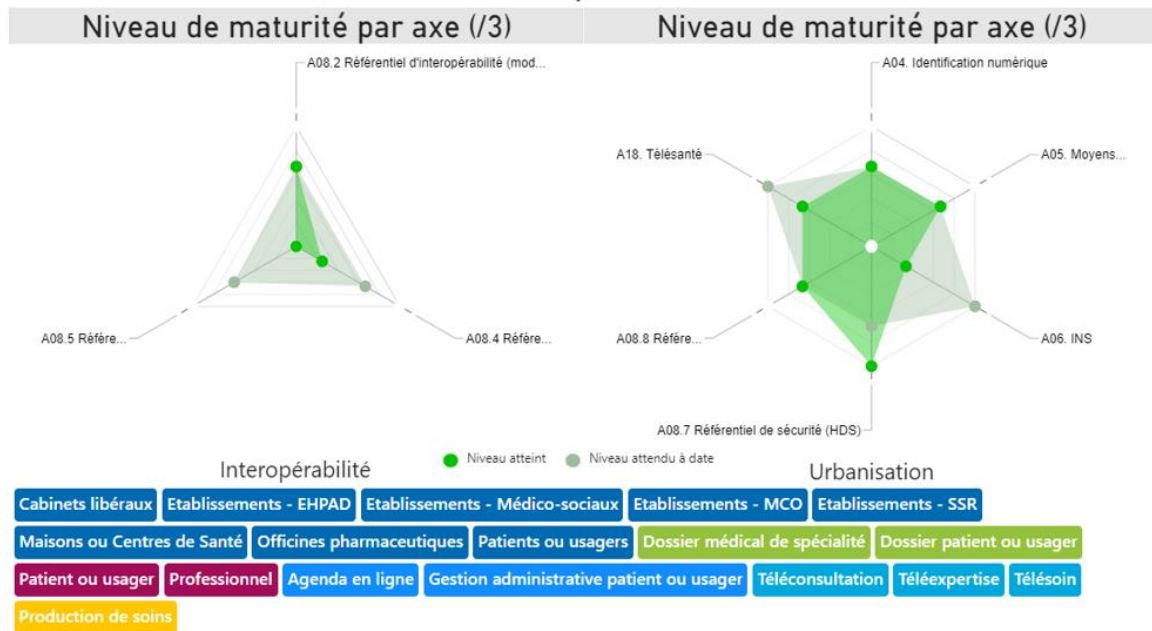 Niveau de maturité par axe (/3)
Niveau de maturité par axe (/3)
A08.2 Référentiel d'interopérabilité (mod...
A08.5 Référe...
A08.4 Référe...
A04. Identification numérique
A18. Télésanté
A05. Moyens...
A08.8 Référe...
A06. INS
A08.7 Référentiel de sécurité (HDS)
Interopérabilité
Niveau atteint
Niveau attendu à date
Urbanisation
Cabinets libéraux Etablissements - EHPAD Etablissements - Médico-sociaux Etablissements - MCO Etablissements - SSR
Maisons ou Centres de Santé Officines pharmaceutiques Patients ou usagers Dossier médical de spécialité Dossier patient ou usager
Patient ou usager Professionnel Agenda en ligne Gestion administrative patient ou usager Téléconsultation Téléexpertise Télésoin
Production de soins